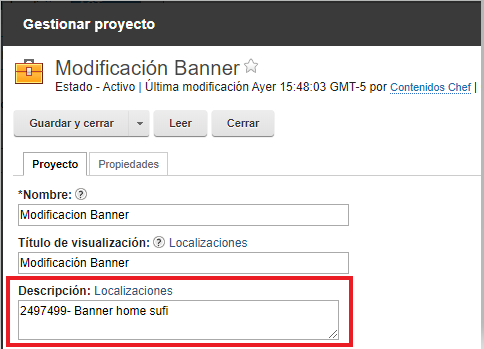 Gestionar proyecto
Modificación Banner
Estado - Activo | Última modificación Ayer 15:48:03 GMT-5 por Contenidos Chef |
Guardar y cerrar
Leer
Cerrar
Proyecto
Propiedades
*Nombre: ?
Modificacion Banner
Título de visualización: ? Localizaciones
Modificación Banner
Descripción: Localizaciones
2497499- Banner home sufi